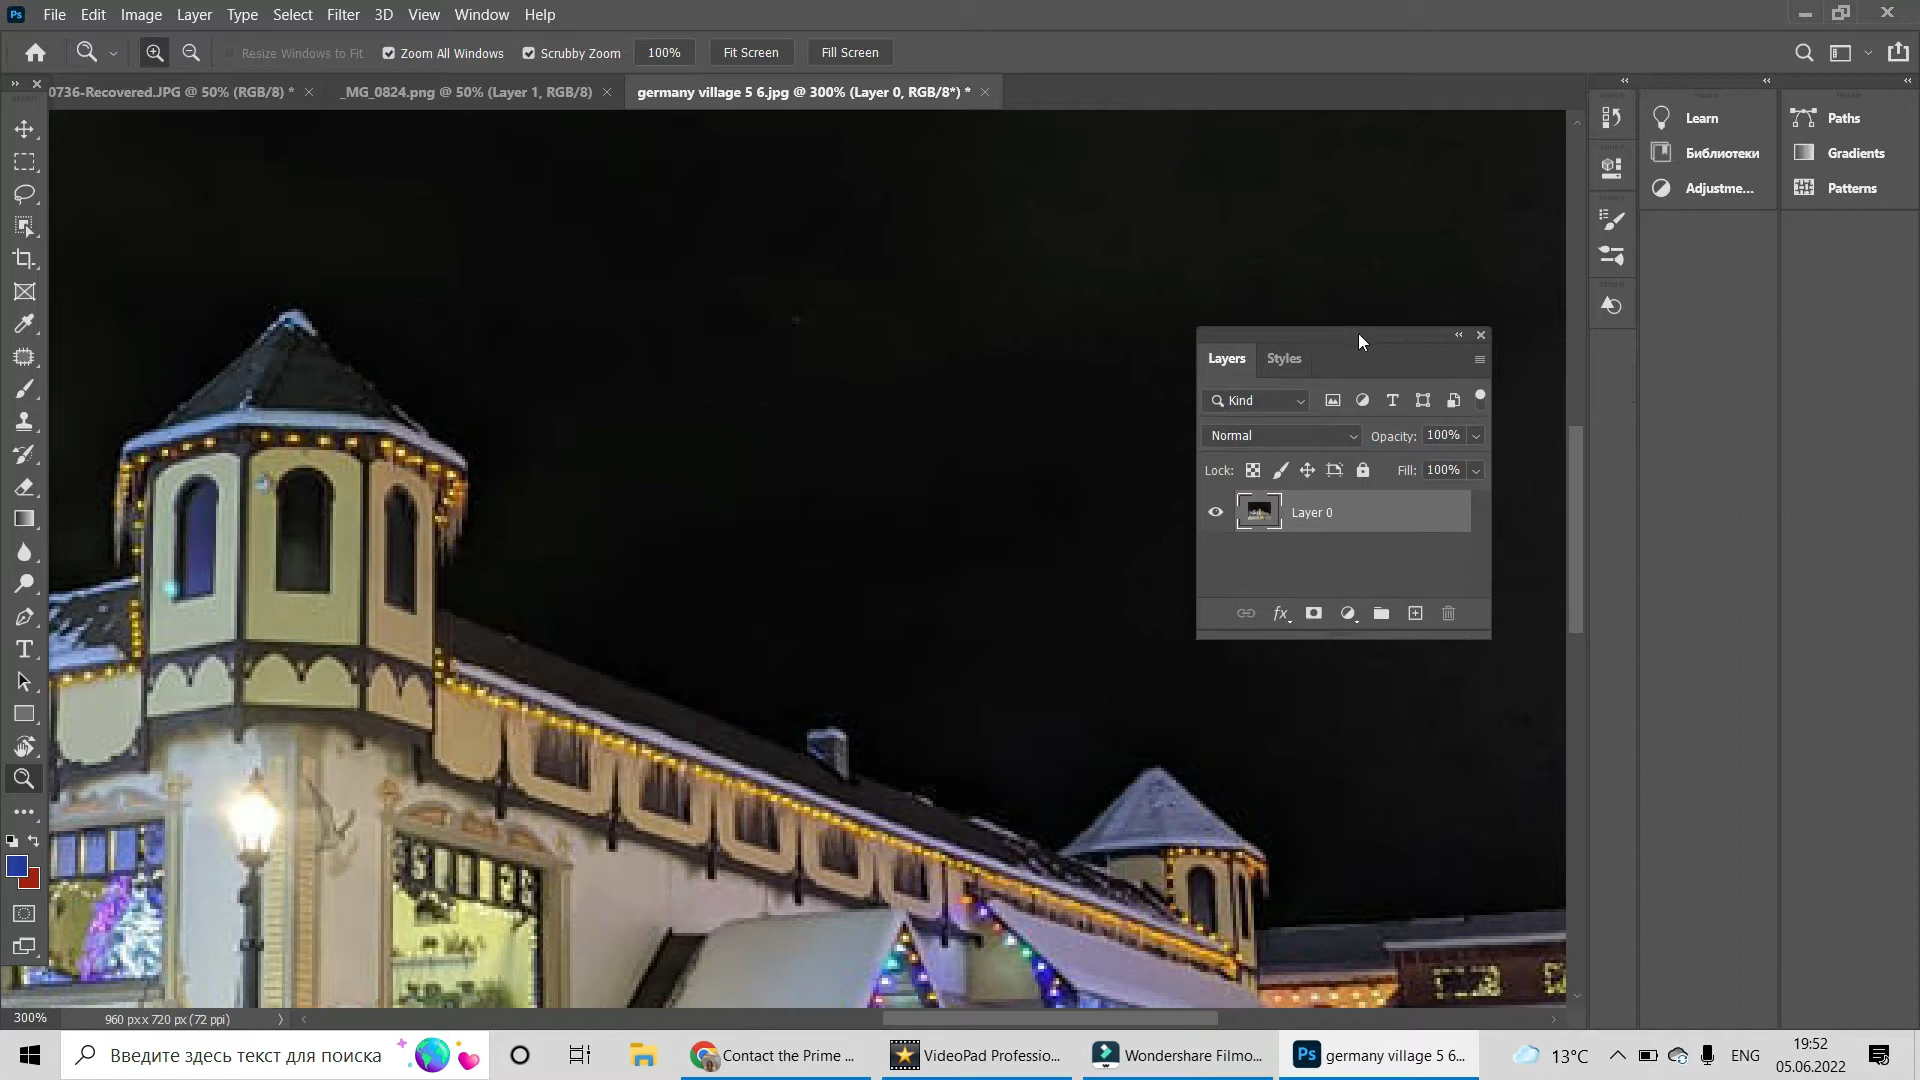 Ps File Edit Image Layer Type Select Filter 3D View Window Help
Resize Windows to Fit Zoom All Windows Scrubby Zoom 100% Fit Screen Fill Screen
0736-Recovered.JPG @ 50% (RGB/8) * _MG_0824.png @ 50% (Layer 1, RGB/8) germany village 5 6.jpg @ 300% (Layer 0, RGB/8*) *
Learn Paths
Библиотеки Gradients
Adjustme... Patterns
Layers Styles
Kind
Normal Opacity: 100%
Lock: Fill: 100%
Layer 0
fx
300% 960 px x 720 px (72 ppi)
Введите здесь текст для поиска Contact the Prime ... VideoPad Professio... Wondershare Filmo... Ps germany village 5 6... 13°C ENG 19:52
05.06.2022